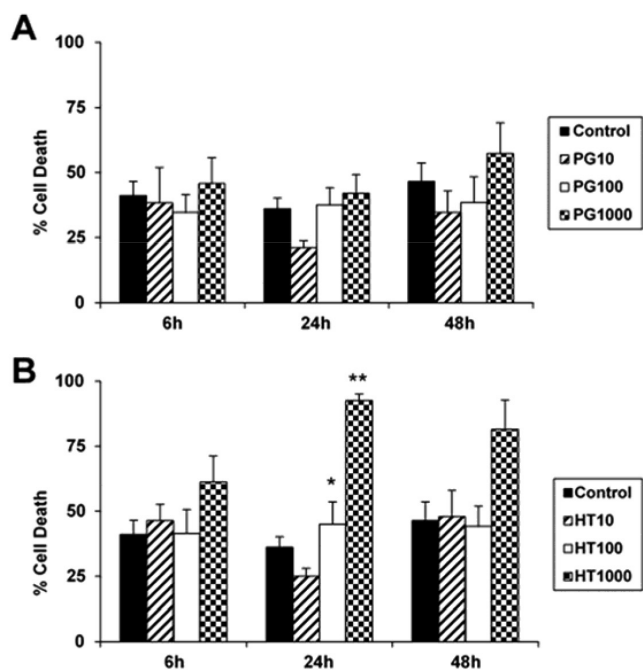 A
100
75
50
25
0
% Cell Death
6h
24h
48h
Control
PG10
PG100
PG1000
B
100
75
50
25
0
% Cell Death
*
**
6h
24h
48h
Control
HT10
HT100
HT1000